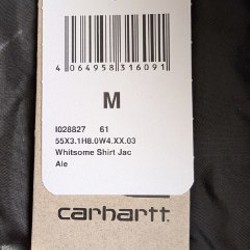 4 064958 316091
M
I028827 61
55X3.1H8.0W4.XX.03
Whitsome Shirt Jac
Ale
carhartt